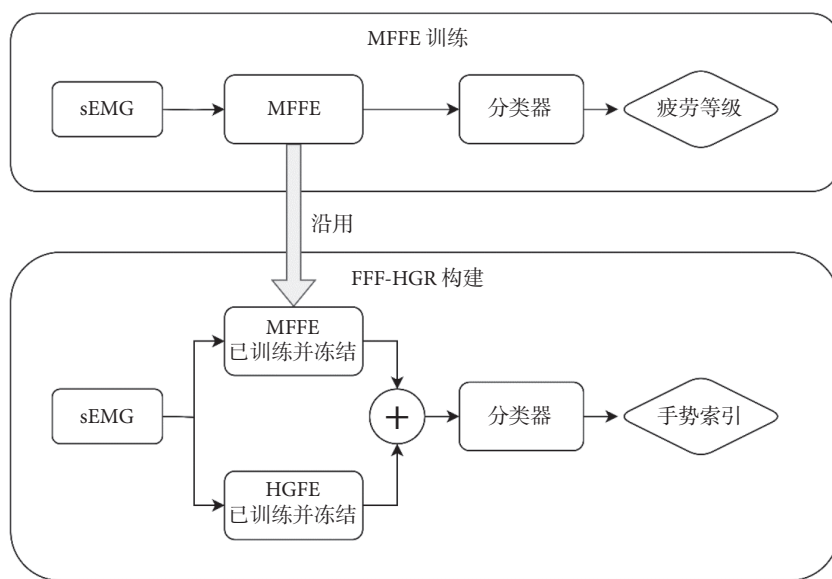 MFFE 训练
sEMG
MFFE
分类器
疲劳等级
沿用
FFF-HGR 构建
MFFE
已训练并冻结
sEMG
+
分类器
手势索引
HGFE
已训练并冻结